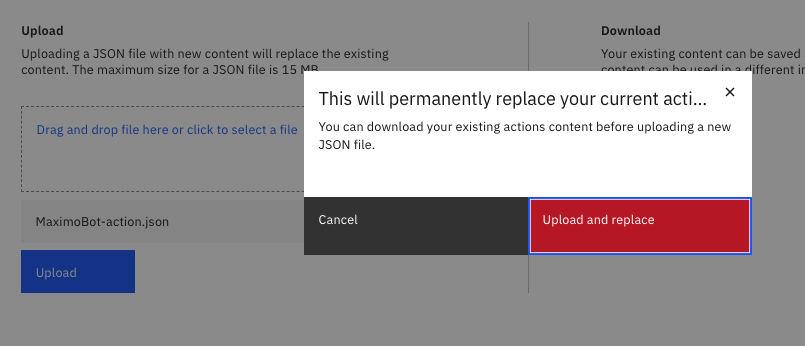 Upload
Uploading a JSON file with new content will replace the existing
content. The maximum size for a JSON file is 15 MB
Drag and drop file here or click to select a file
MaximoBot-action.json
Upload
Download
Your existing content can be saved
content can be used in a different in
This will permanently replace your current acti...
You can download your existing actions content before uploading a new
JSON file.
Cancel
Upload and replace